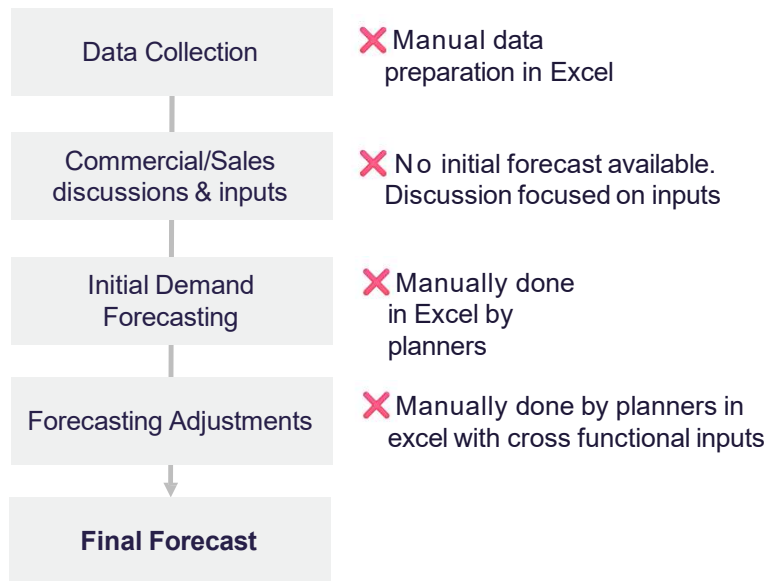 Data Collection
❌ Manual data
preparation in Excel
Commercial/Sales
discussions & inputs
❌ No initial forecast available.
Discussion focused on inputs
Initial Demand
Forecasting
❌ Manually done
in Excel by
planners
Forecasting Adjustments
❌ Manually done by planners in
excel with cross functional inputs
Final Forecast